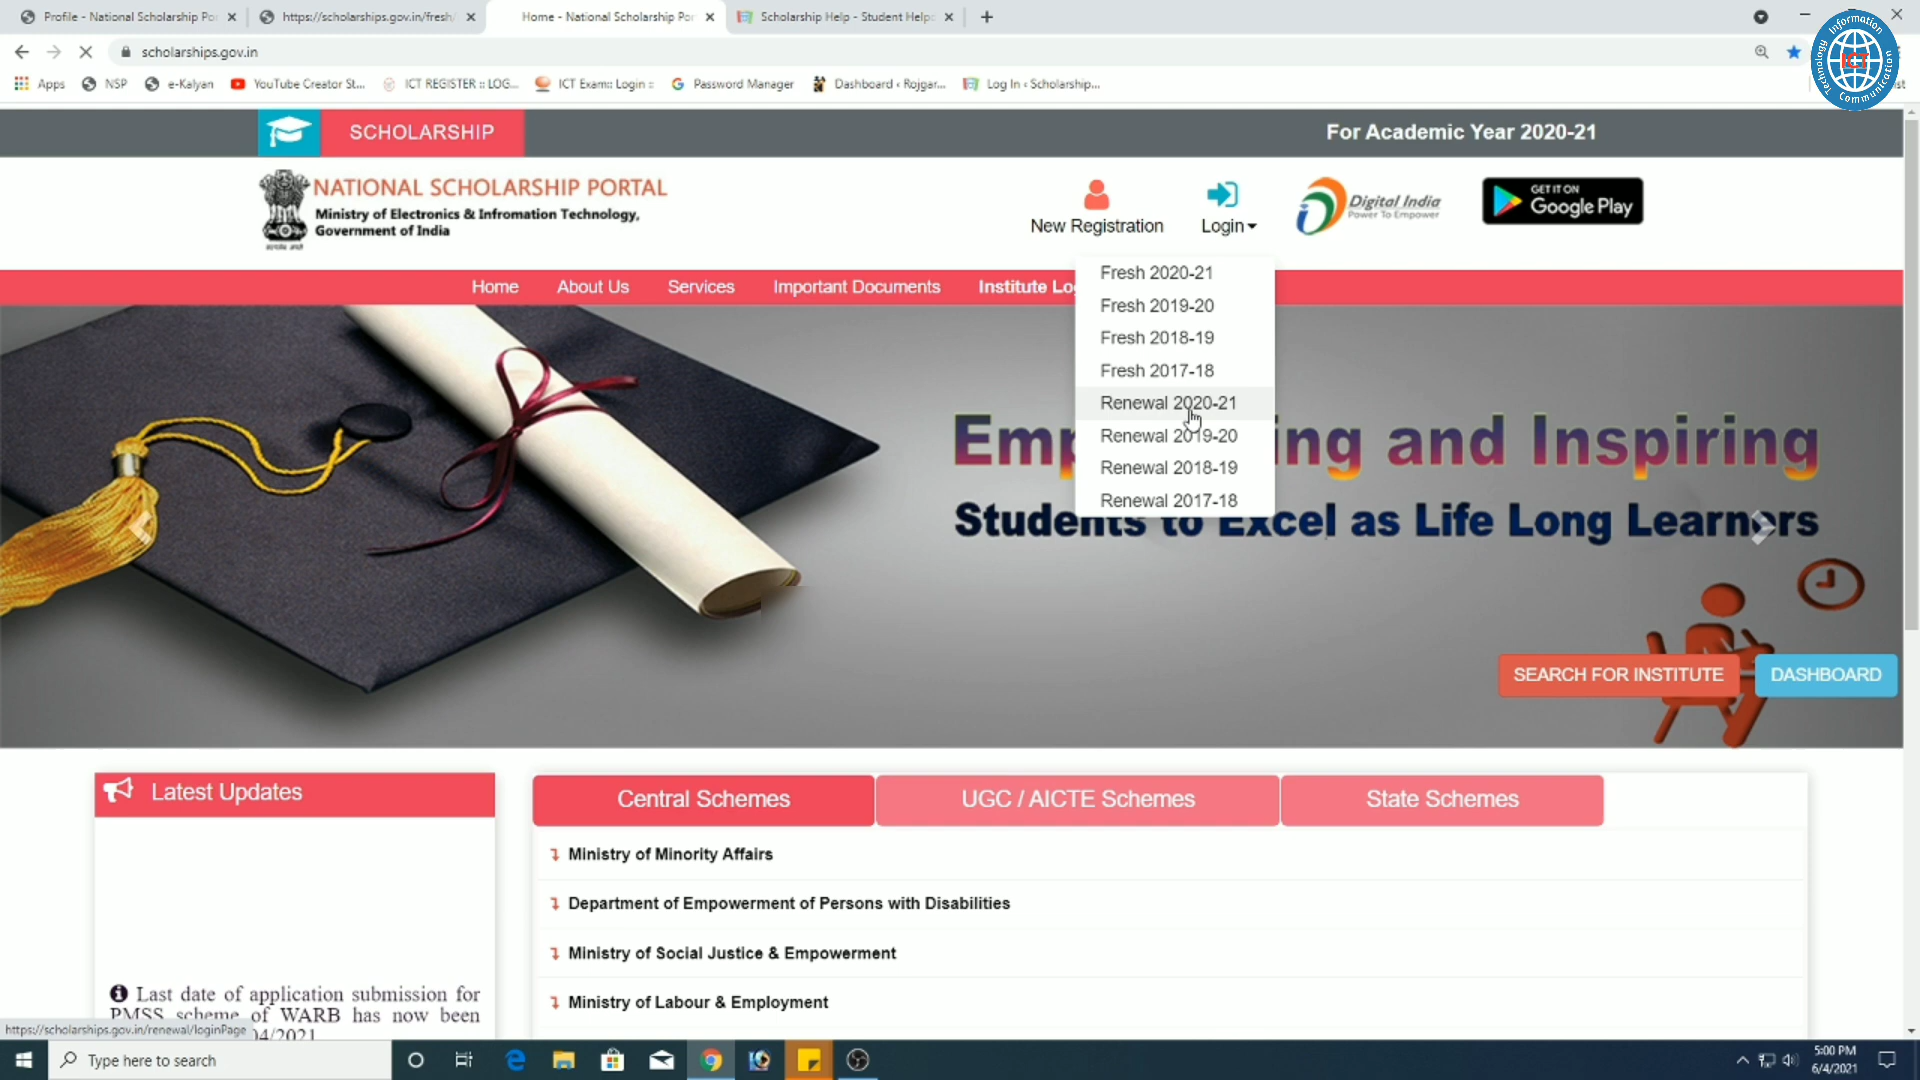 Profile - National Scholarship Por
https://scholarships.gov.in/fresh/
Home - National Scholarship Por
Scholarship Help - Student Helpd
scholarships.gov.in
Apps
NSP
e-Kalyan
YouTube Creator St...
ICT REGISTER :: LOG...
ICT Exam:: Login ::
Password Manager
Dashboard ‹ Rojgar...
Log In ‹ Scholarship...
Information
Communication
Technology
ICT
SCHOLARSHIP
For Academic Year 2020-21
NATIONAL SCHOLARSHIP PORTAL
Ministry of Electronics & Infromation Technology,
Government of India
New Registration
Login
Digital India
Power To Empower
GET IT ON
Google Play
Home
About Us
Services
Important Documents
Institute Log
Fresh 2020-21
Fresh 2019-20
Fresh 2018-19
Fresh 2017-18
Renewal 2020-21
Renewal 2019-20
Renewal 2018-19
Renewal 2017-18
Emp ing and Inspiring
Students to Excel as Life Long Learners
SEARCH FOR INSTITUTE
DASHBOARD
Latest Updates
Central Schemes
UGC / AICTE Schemes
State Schemes
Ministry of Minority Affairs
Department of Empowerment of Persons with Disabilities
Ministry of Social Justice & Empowerment
Ministry of Labour & Employment
Last date of application submission for
PMSS scheme of WARB has now been
04/2021
https://scholarships.gov.in/renewal/loginPage
Type here to search
5:00 PM
6/4/2021